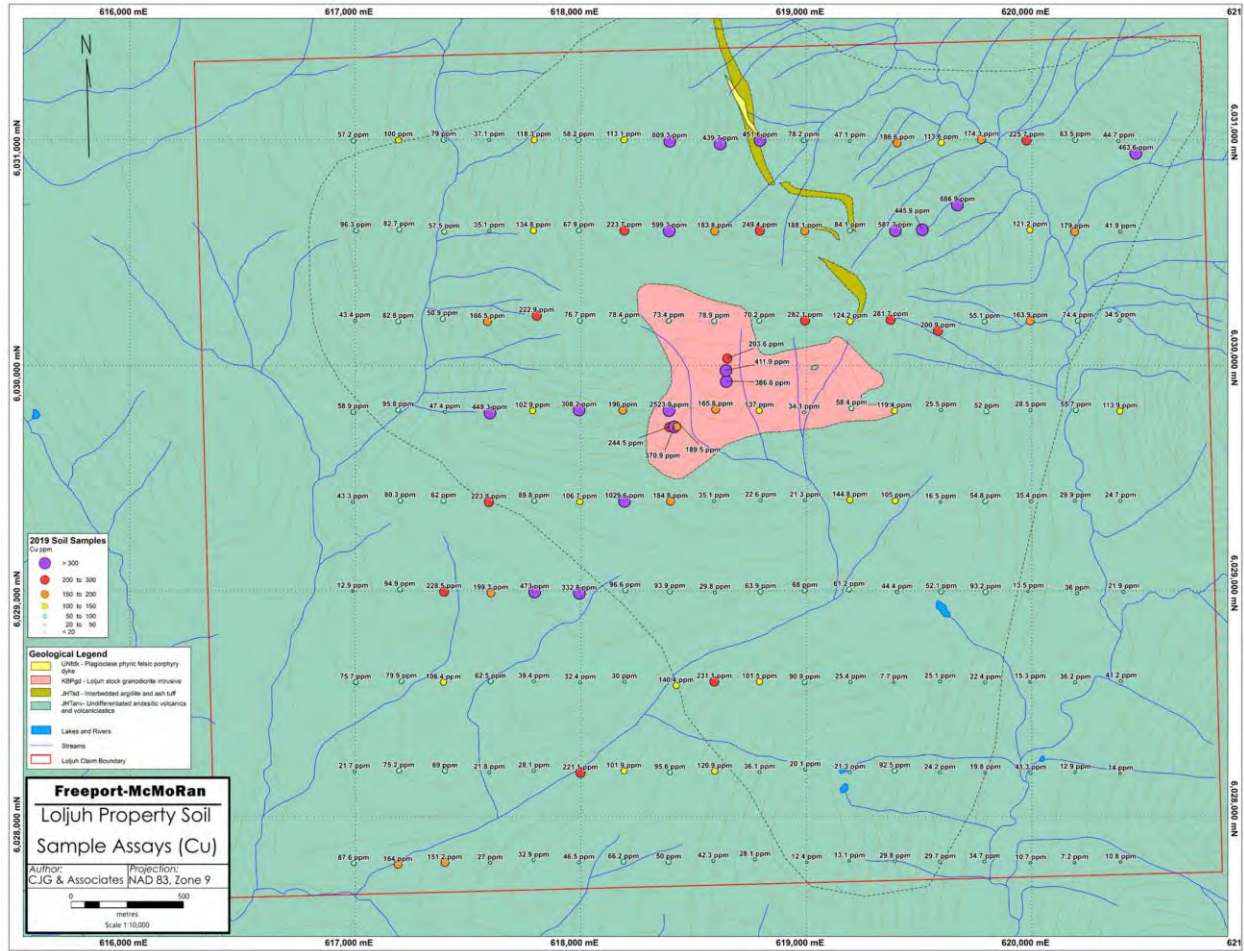 616,000 mE 617,000 mE 618,000 mE 619,000 mE 620,000 mE 621
N
6,031,000 mN
6,031,000 mN
57.2 ppm 100 ppm 79 ppm 37.1 ppm 118.3 ppm 58.2 ppm 113.1 ppm 809.3 ppm 439.7 ppm 451.6 ppm 78.2 ppm 47.1 ppm 186.6 ppm 113.6 ppm 174.3 ppm 225.7 ppm 63.5 ppm 44.7 ppm
463.6 ppm
686.9 ppm
445.9 ppm
96.3 ppm 82.7 ppm 57.5 ppm 35.1 ppm 134.8 ppm 67.9 ppm 223.7 ppm 599.3 ppm 183.8 ppm 249.4 ppm 188.1 ppm 84.1 ppm 587.3 ppm 121.2 ppm 179 ppm 41.9 ppm
43.4 ppm 82.8 ppm 50.9 ppm 166.5 ppm 222.9 ppm 76.7 ppm 78.4 ppm 73.4 ppm 78.9 ppm 70.2 ppm 282.1 ppm 124.2 ppm 281.7 ppm 200.9 ppm 55.1 ppm 163.9 ppm 74.4 ppm 34.5 ppm
203.6 ppm
411.9 ppm
386.8 ppm
6,030,000 mN
6,030,000 mN
58.9 ppm 95.8 ppm 47.4 ppm 449.3 ppm 102.9 ppm 308.2 ppm 196 ppm 2523.9 ppm 165.8 ppm 137 ppm 34.1 ppm 58.4 ppm 119.4 ppm 25.5 ppm 52 ppm 28.5 ppm 55.7 ppm 113.9 ppm
244.5 ppm
189.5 ppm
370.9 ppm
43.3 ppm 80.3 ppm 62 ppm 223.8 ppm 89.8 ppm 106.7 ppm 1029.6 ppm 184.8 ppm 35.1 ppm 22.6 ppm 21.3 ppm 144.8 ppm 105 ppm 16.5 ppm 54.8 ppm 35.4 ppm 29.9 ppm 24.7 ppm
6,029,000 mN
6,029,000 mN
12.9 ppm 94.9 ppm 228.5 ppm 199.3 ppm 473 ppm 332.8 ppm 96.6 ppm 93.9 ppm 29.8 ppm 63.9 ppm 68 ppm 61.2 ppm 44.4 ppm 52.1 ppm 93.2 ppm 13.5 ppm 36 ppm 21.9 ppm
75.7 ppm 79.9 ppm 108.4 ppm 62.5 ppm 39.4 ppm 32.4 ppm 30 ppm 140.4 ppm 231.1 ppm 101.5 ppm 90.9 ppm 25.4 ppm 7.7 ppm 25.1 ppm 22.4 ppm 15.3 ppm 36.2 ppm 41.2 ppm
21.7 ppm 75.2 ppm 69 ppm 21.8 ppm 28.1 ppm 221.5 ppm 101.9 ppm 95.6 ppm 120.9 ppm 36.1 ppm 20.1 ppm 21.3 ppm 92.5 ppm 24.2 ppm 19.8 ppm 41.3 ppm 12.9 ppm 14 ppm
6,028,000 mN
6,028,000 mN
87.6 ppm 164 ppm 151.2 ppm 27 ppm 32.9 ppm 46.5 ppm 66.2 ppm 50 ppm 42.3 ppm 28.1 ppm 12.4 ppm 13.1 ppm 29.8 ppm 29.7 ppm 34.7 ppm 10.7 ppm 7.2 ppm 10.8 ppm
2019 Soil Samples
Cu ppm
> 300
200 to 300
150 to 200
100 to 150
50 to 100
20 to 50
< 20
Geological Legend
UNfdk - Plagioclase phyric felsic porphyry
dyke
KBPgd - Loljuh stock granodiorite intrusive
JHTsd - Interbedded argillite and ash tuff
JHTanv- Undifferentiated andesitic volcanics
and volcaniclastics
Lakes and Rivers
Streams
Loljuh Claim Boundary
Freeport-McMoRan
Loljuh Property Soil
Sample Assays (Cu)
Author: Projection:
CJG & Associates NAD 83, Zone 9
0 500
metres
Scale 1:10,000
616,000 mE 617,000 mE 618,000 mE 619,000 mE 620,000 mE 621